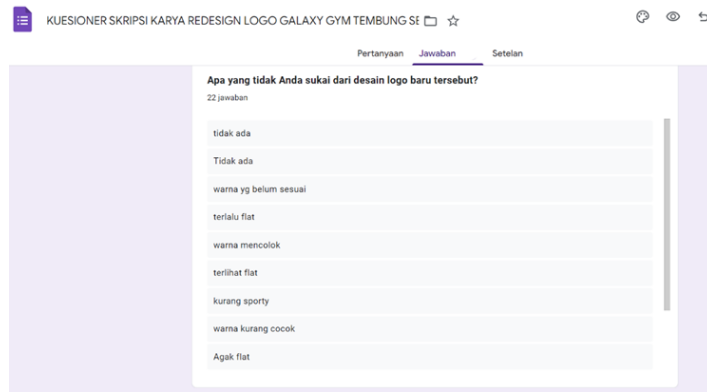 KUESIONER SKRIPSI KARYA REDESIGN LOGO GALAXY GYM TEMBUNG SE
Pertanyaan Jawaban Setelan
Apa yang tidak Anda sukai dari desain logo baru tersebut?
22 jawaban
tidak ada
Tidak ada
warna yg belum sesuai
terlalu flat
warna mencolok
terlihat flat
kurang sporty
warna kurang cocok
Agak flat